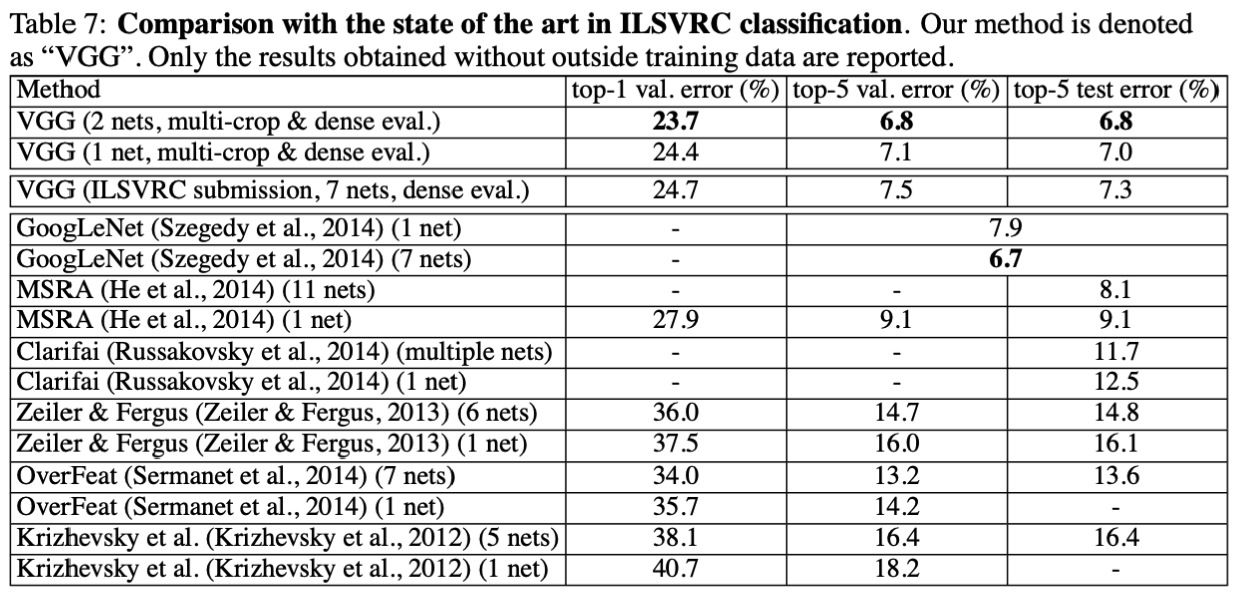 Table 7: Comparison with the state of the art in ILSVRC classification. Our method is denoted
as “VGG”. Only the results obtained without outside training data are reported.
Method top-1 val. error (%) top-5 val. error (%) top-5 test error (%)
VGG (2 nets, multi-crop & dense eval.) 23.7 6.8 6.8
VGG (1 net, multi-crop & dense eval.) 24.4 7.1 7.0
VGG (ILSVRC submission, 7 nets, dense eval.) 24.7 7.5 7.3
GoogLeNet (Szegedy et al., 2014) (1 net) - 7.9
GoogLeNet (Szegedy et al., 2014) (7 nets) - 6.7
MSRA (He et al., 2014) (11 nets) - - 8.1
MSRA (He et al., 2014) (1 net) 27.9 9.1 9.1
Clarifai (Russakovsky et al., 2014) (multiple nets) - - 11.7
Clarifai (Russakovsky et al., 2014) (1 net) - - 12.5
Zeiler & Fergus (Zeiler & Fergus, 2013) (6 nets) 36.0 14.7 14.8
Zeiler & Fergus (Zeiler & Fergus, 2013) (1 net) 37.5 16.0 16.1
OverFeat (Sermanet et al., 2014) (7 nets) 34.0 13.2 13.6
OverFeat (Sermanet et al., 2014) (1 net) 35.7 14.2 -
Krizhevsky et al. (Krizhevsky et al., 2012) (5 nets) 38.1 16.4 16.4
Krizhevsky et al. (Krizhevsky et al., 2012) (1 net) 40.7 18.2 -